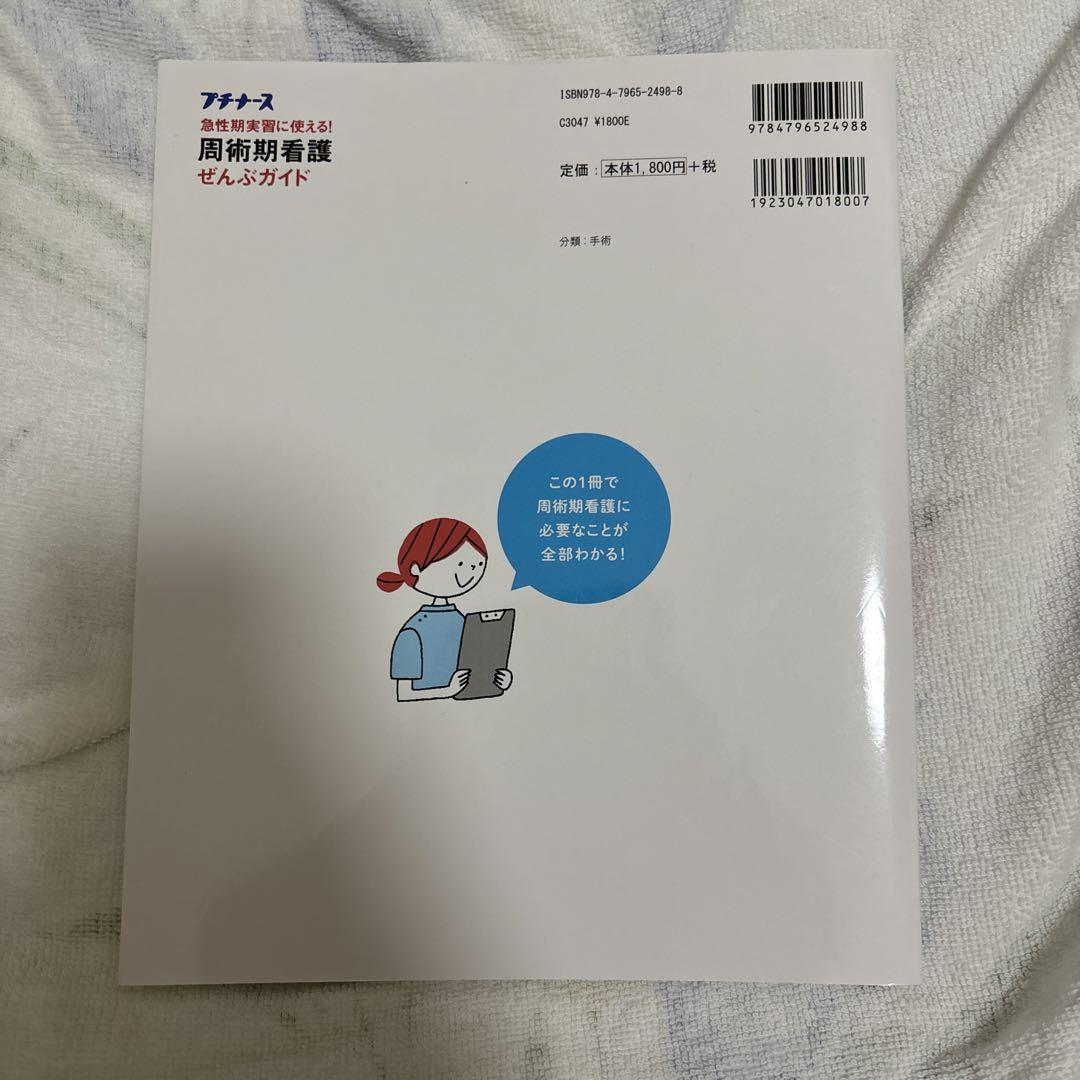 プチナース
急性期実習に使える!
周術期看護
ぜんぶガイド
ISBN978-4-7965-2498-8
C3047 ¥1800E
定価：本体1,800円＋税
分類：手術
9784796524988
1923047018007
この1冊で
周術期看護に
必要なことが
全部わかる!